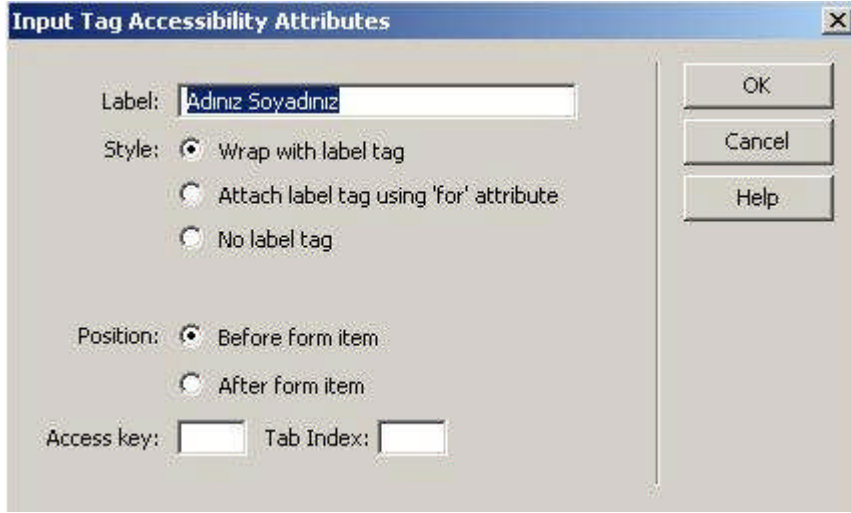 Input Tag Accessibility Attributes
Label: Adınız Soyadınız
Style: Wrap with label tag
Attach label tag using 'for' attribute
No label tag
Position: Before form item
After form item
Access key: Tab Index:
OK
Cancel
Help